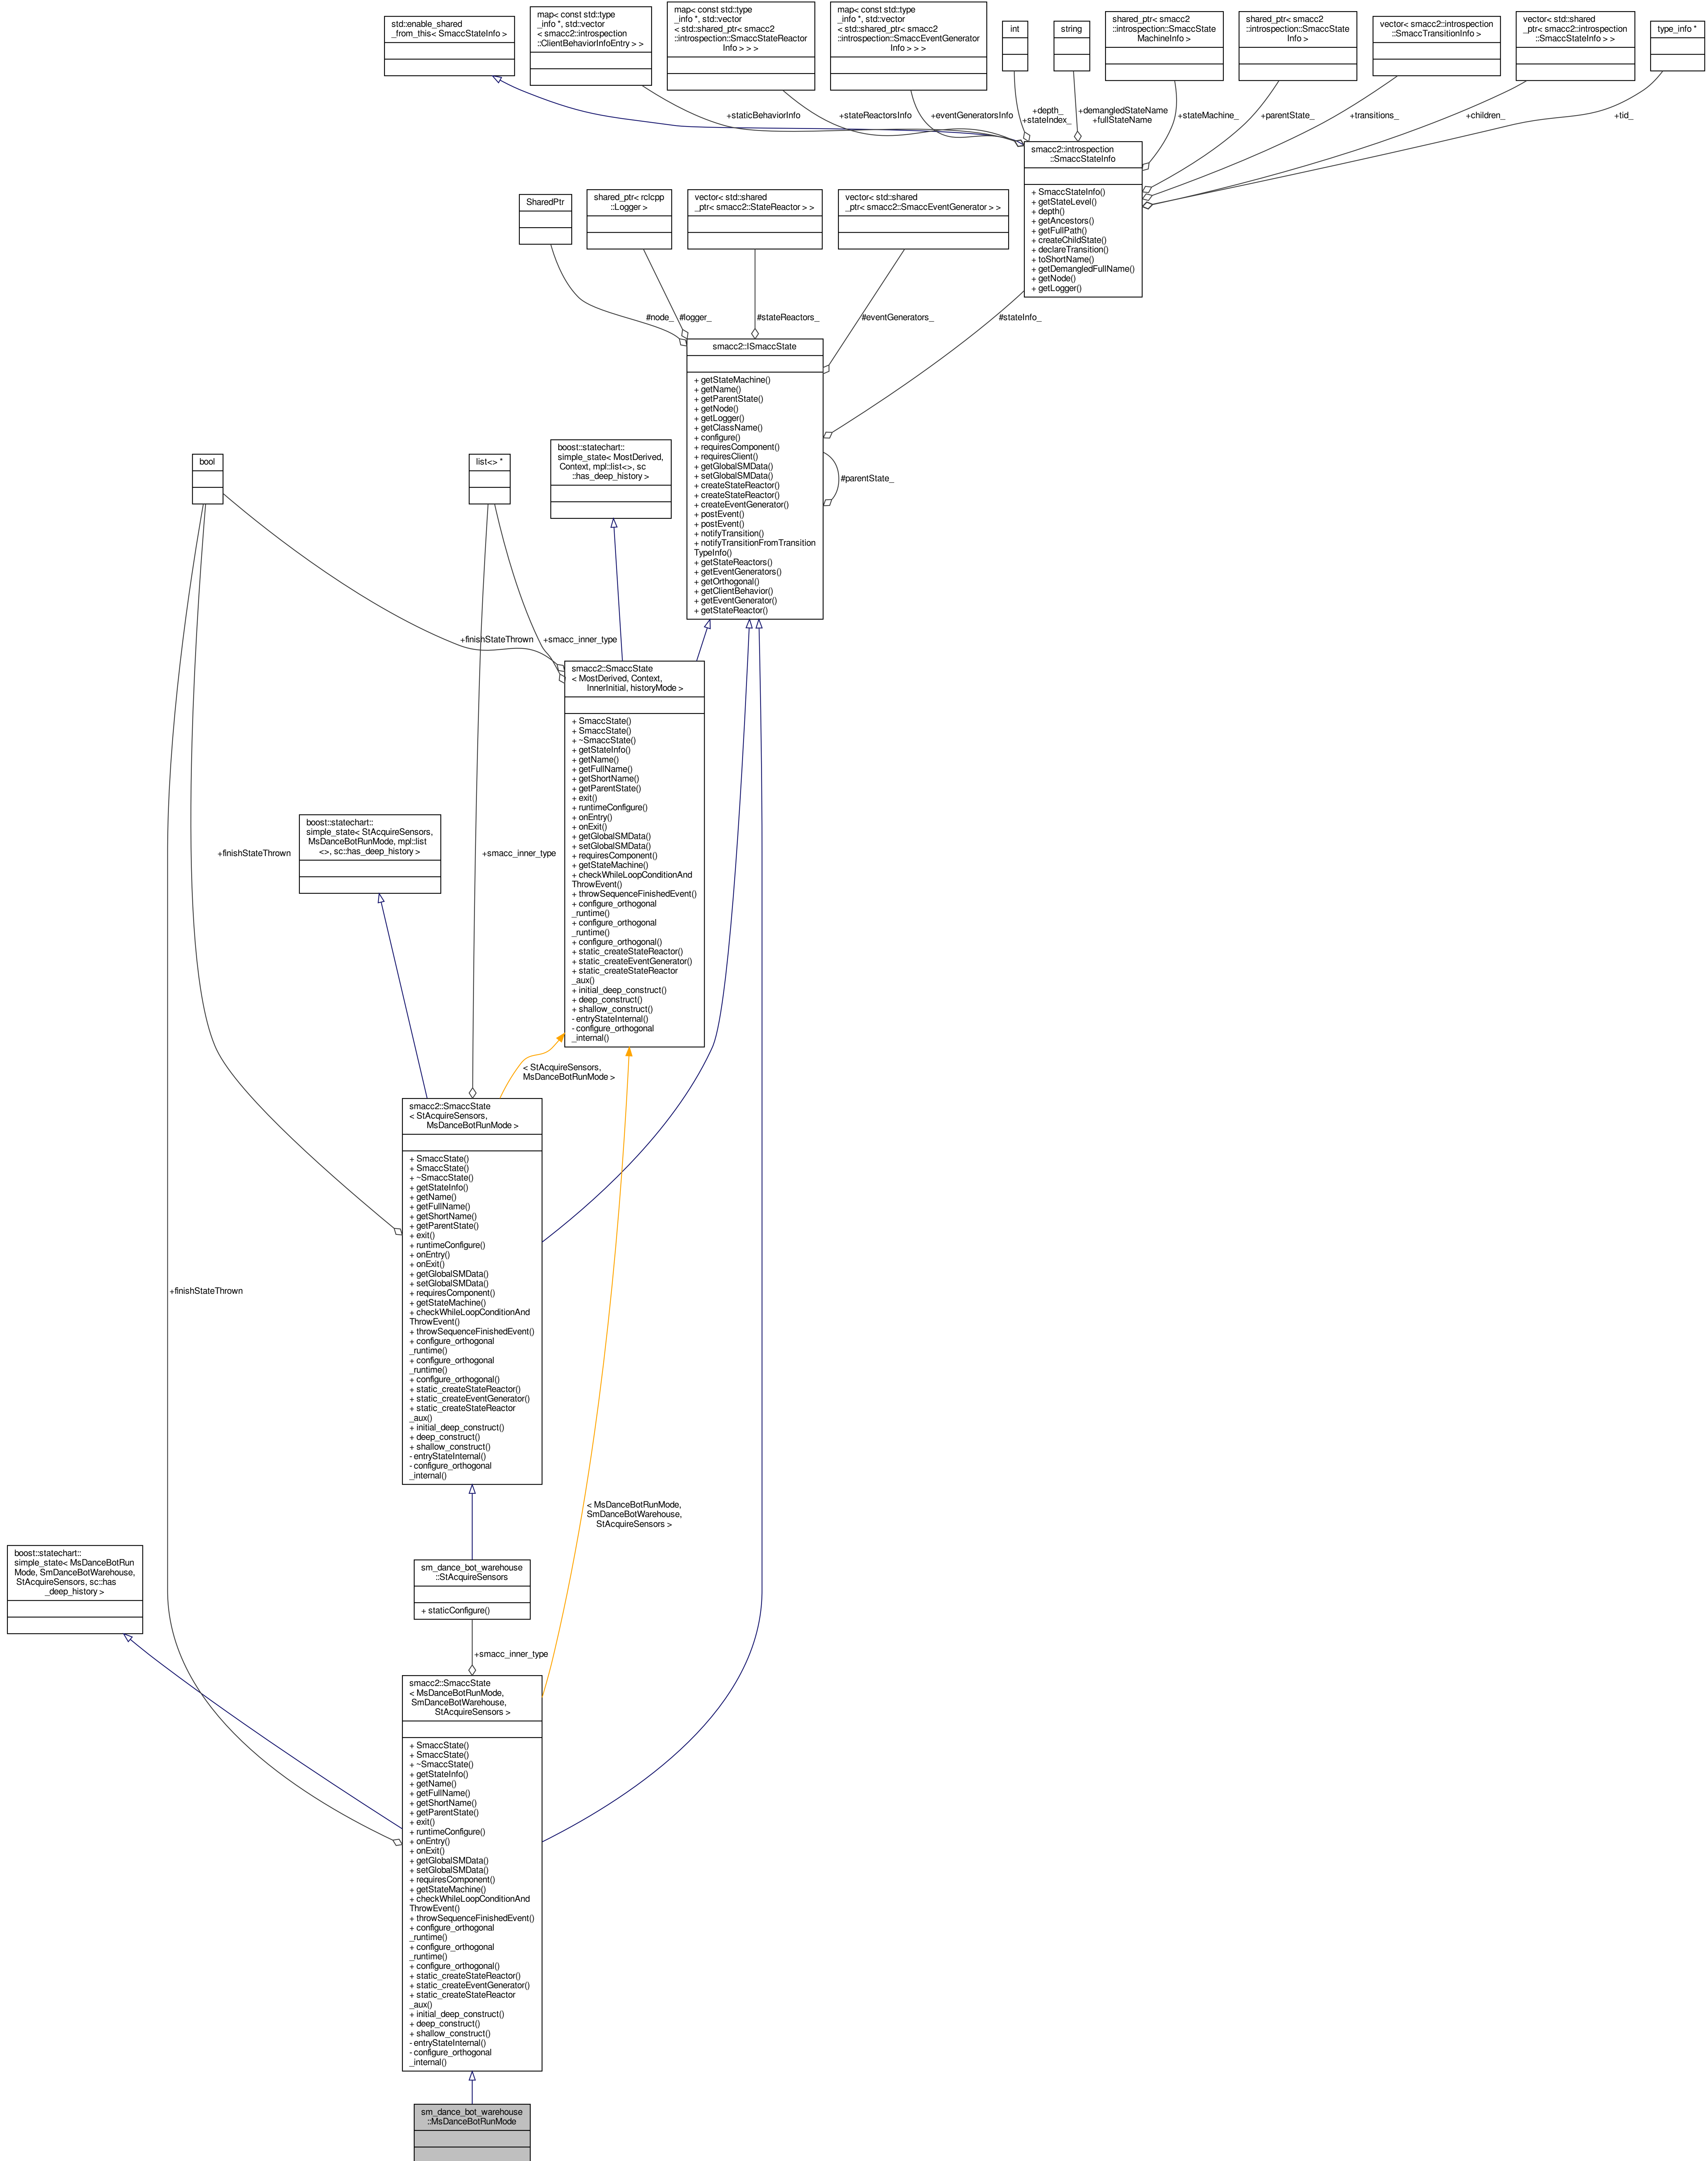 std::enable_shared
_from_this< SmaccStateInfo >
map< const std::type
_info *, std::vector
< smacc2::introspection
::ClientBehaviorInfoEntry > >
map< const std::type
_info *, std::vector
< std::shared_ptr< smacc2
::introspection::SmaccStateReactor
Info > > >
map< const std::type
_info *, std::vector
< std::shared_ptr< smacc2
::introspection::SmaccEventGenerator
Info > > >
int
string
shared_ptr< smacc2
::introspection::SmaccState
MachineInfo >
shared_ptr< smacc2
::introspection::SmaccState
Info >
vector< smacc2::introspection
::SmaccTransitionInfo >
vector< std::shared
_ptr< smacc2::introspection
::SmaccStateInfo > >
type_info *
+staticBehaviorInfo
+stateReactorsInfo
+eventGeneratorsInfo
+depth_
+stateIndex_
+demangledStateName
+fullStateName
+stateMachine_
+parentState_
+transitions_
+children_
+tid_
smacc2::introspection
::SmaccStateInfo
+ SmaccStateInfo()
+ getStateLevel()
+ depth()
+ getAncestors()
+ getFullPath()
+ createChildState()
+ declareTransition()
+ toShortName()
+ getDemangledFullName()
+ getNode()
+ getLogger()
SharedPtr
shared_ptr< rclcpp
::Logger >
vector< std::shared
_ptr< smacc2::StateReactor > >
vector< std::shared
_ptr< smacc2::SmaccEventGenerator > >
#node_
#logger_
#stateReactors_
#eventGenerators_
#stateInfo_
smacc2::ISmaccState
+ getStateMachine()
+ getName()
+ getParentState()
+ getNode()
+ getLogger()
+ getClassName()
+ configure()
+ requiresComponent()
+ requiresClient()
+ getGlobalSMData()
+ setGlobalSMData()
+ createStateReactor()
+ createStateReactor()
+ createEventGenerator()
+ postEvent()
+ postEvent()
+ notifyTransition()
+ notifyTransitionFromTransition
TypeInfo()
+ getStateReactors()
+ getEventGenerators()
+ getOrthogonal()
+ getClientBehavior()
+ getEventGenerator()
+ getStateReactor()
#parentState_
bool
list<> *
boost::statechart::
simple_state< MostDerived,
Context, mpl::list<>, sc
::has_deep_history >
+finishStateThrown
+smacc_inner_type
smacc2::SmaccState
< MostDerived, Context,
InnerInitial, historyMode >
+ SmaccState()
+ SmaccState()
+ ~SmaccState()
+ getStateInfo()
+ getName()
+ getFullName()
+ getShortName()
+ getParentState()
+ exit()
+ runtimeConfigure()
+ onEntry()
+ onExit()
+ getGlobalSMData()
+ setGlobalSMData()
+ requiresComponent()
+ getStateMachine()
+ checkWhileLoopConditionAnd
ThrowEvent()
+ throwSequenceFinishedEvent()
+ configure_orthogonal
_runtime()
+ configure_orthogonal
_runtime()
+ configure_orthogonal()
+ static_createStateReactor()
+ static_createEventGenerator()
+ static_createStateReactor
_aux()
+ initial_deep_construct()
+ deep_construct()
+ shallow_construct()
- entryStateInternal()
- configure_orthogonal
_internal()
boost::statechart::
simple_state< StAcquireSensors,
MsDanceBotRunMode, mpl::list
<>, sc::has_deep_history >
+finishStateThrown
+smacc_inner_type
< StAcquireSensors,
MsDanceBotRunMode >
smacc2::SmaccState
< StAcquireSensors,
MsDanceBotRunMode >
+ SmaccState()
+ SmaccState()
+ ~SmaccState()
+ getStateInfo()
+ getName()
+ getFullName()
+ getShortName()
+ getParentState()
+ exit()
+ runtimeConfigure()
+ onEntry()
+ onExit()
+ getGlobalSMData()
+ setGlobalSMData()
+ requiresComponent()
+ getStateMachine()
+ checkWhileLoopConditionAnd
ThrowEvent()
+ throwSequenceFinishedEvent()
+ configure_orthogonal
_runtime()
+ configure_orthogonal
_runtime()
+ configure_orthogonal()
+ static_createStateReactor()
+ static_createEventGenerator()
+ static_createStateReactor
_aux()
+ initial_deep_construct()
+ deep_construct()
+ shallow_construct()
- entryStateInternal()
- configure_orthogonal
_internal()
+finishStateThrown
< MsDanceBotRunMode,
SmDanceBotWarehouse,
StAcquireSensors >
boost::statechart::
simple_state< MsDanceBotRun
Mode, SmDanceBotWarehouse,
StAcquireSensors, sc::has
_deep_history >
sm_dance_bot_warehouse
::StAcquireSensors
+ staticConfigure()
+smacc_inner_type
smacc2::SmaccState
< MsDanceBotRunMode,
SmDanceBotWarehouse,
StAcquireSensors >
+ SmaccState()
+ SmaccState()
+ ~SmaccState()
+ getStateInfo()
+ getName()
+ getFullName()
+ getShortName()
+ getParentState()
+ exit()
+ runtimeConfigure()
+ onEntry()
+ onExit()
+ getGlobalSMData()
+ setGlobalSMData()
+ requiresComponent()
+ getStateMachine()
+ checkWhileLoopConditionAnd
ThrowEvent()
+ throwSequenceFinishedEvent()
+ configure_orthogonal
_runtime()
+ configure_orthogonal
_runtime()
+ configure_orthogonal()
+ static_createStateReactor()
+ static_createEventGenerator()
+ static_createStateReactor
_aux()
+ initial_deep_construct()
+ deep_construct()
+ shallow_construct()
- entryStateInternal()
- configure_orthogonal
_internal()
sm_dance_bot_warehouse
::MsDanceBotRunMode